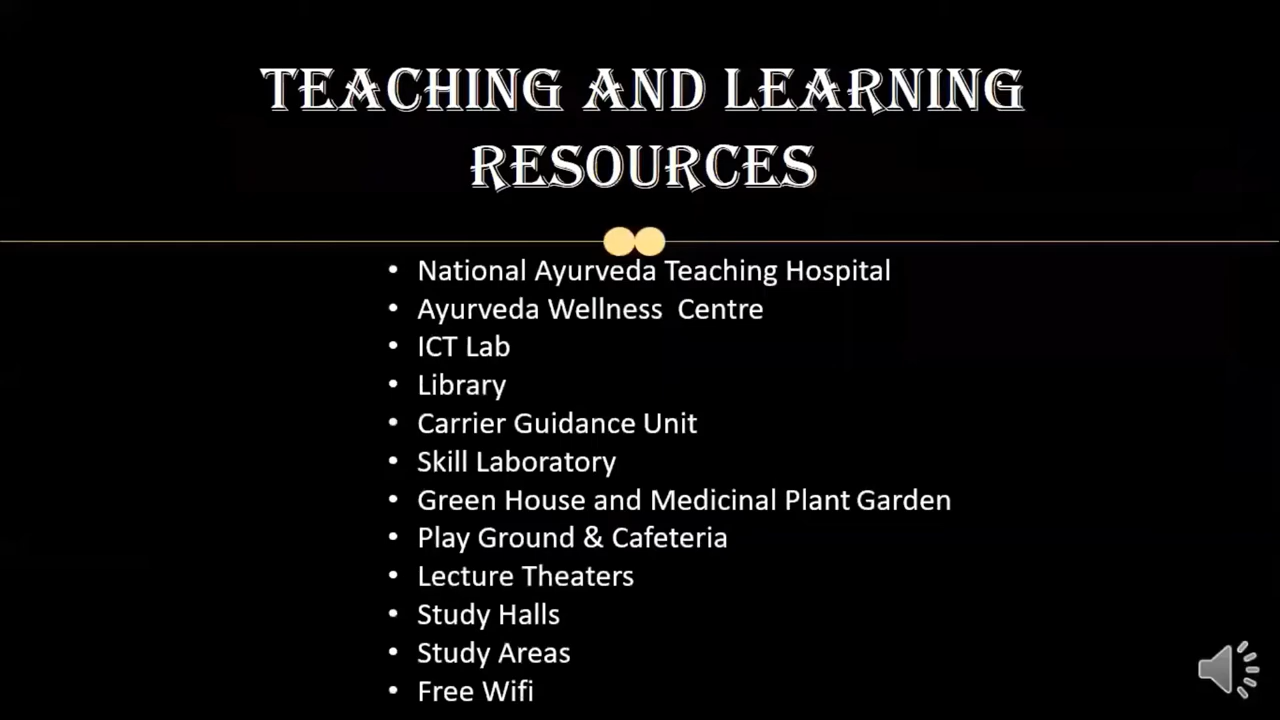 TEACHING AND LEARNING
RESOURCES
• National Ayurveda Teaching Hospital
• Ayurveda Wellness  Centre
• ICT Lab
• Library
• Carrier Guidance Unit
• Skill Laboratory
• Green House and Medicinal Plant Garden
• Play Ground & Cafeteria
• Lecture Theaters
• Study Halls
• Study Areas
• Free Wifi